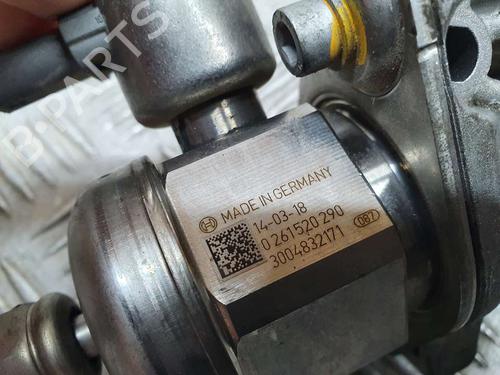 B-PARTS
MADE IN GERMANY
14-03-18
0 261 520 290 087
3004832171